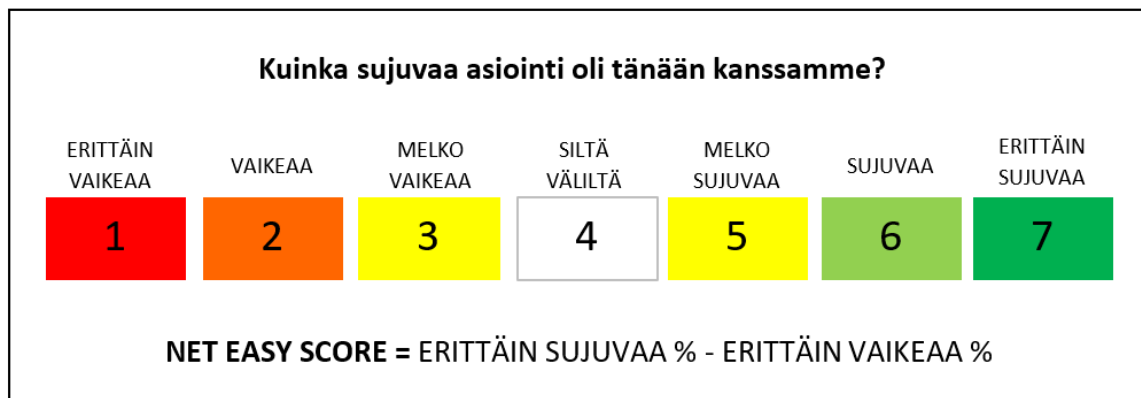 Kuinka sujuvaa asiointi oli tänään kanssamme?
ERITTÄIN VAIKEAA
VAIKEAA
MELKO VAIKEAA
SILTÄ VÄLILTÄ
MELKO SUJUVAA
SUJUVAA
ERITTÄIN SUJUVAA
1 2 3 4 5 6 7
NET EASY SCORE = ERITTÄIN SUJUVAA % - ERITTÄIN VAIKEAA %